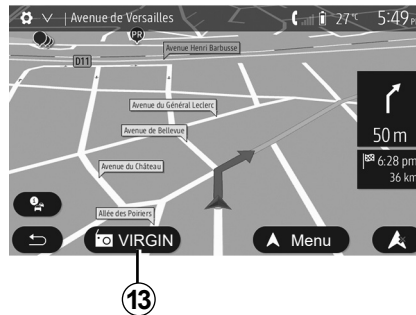 Avenue de Versailles
27 °C
5:49
PR
Avenue Henri Barbusse
D11
Avenue du Général Leclerc
Avenue de Bellevue
Avenue du Château
Allée des Poiriers
50 m
6:28 pm
36 km
VIRGIN
Menu
13